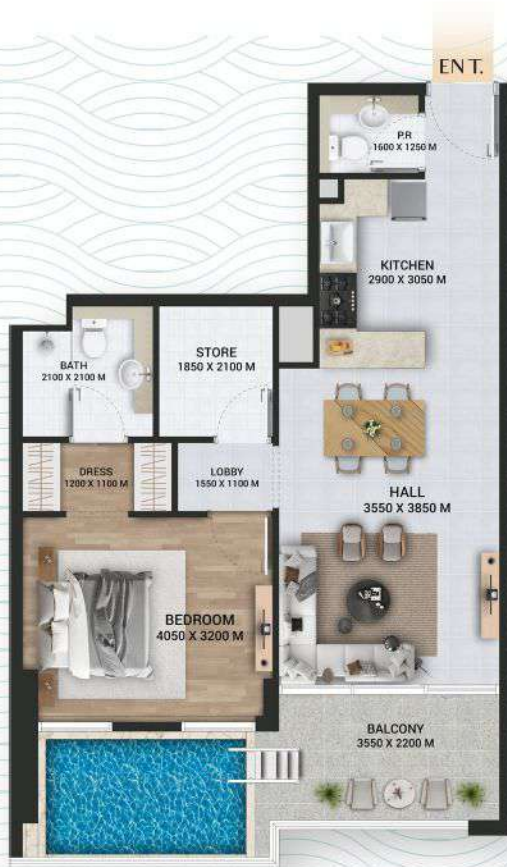 ENT.
P.R
1600 X 1250 M
KITCHEN
2900 X 3050 M
BATH
2100 X 2100 M
STORE
1850 X 2100 M
DRESS
1200 X 1100 M
LOBBY
1550 X 1100 M
HALL
3550 X 3850 M
BEDROOM
4050 X 3200 M
BALCONY
3550 X 2200 M